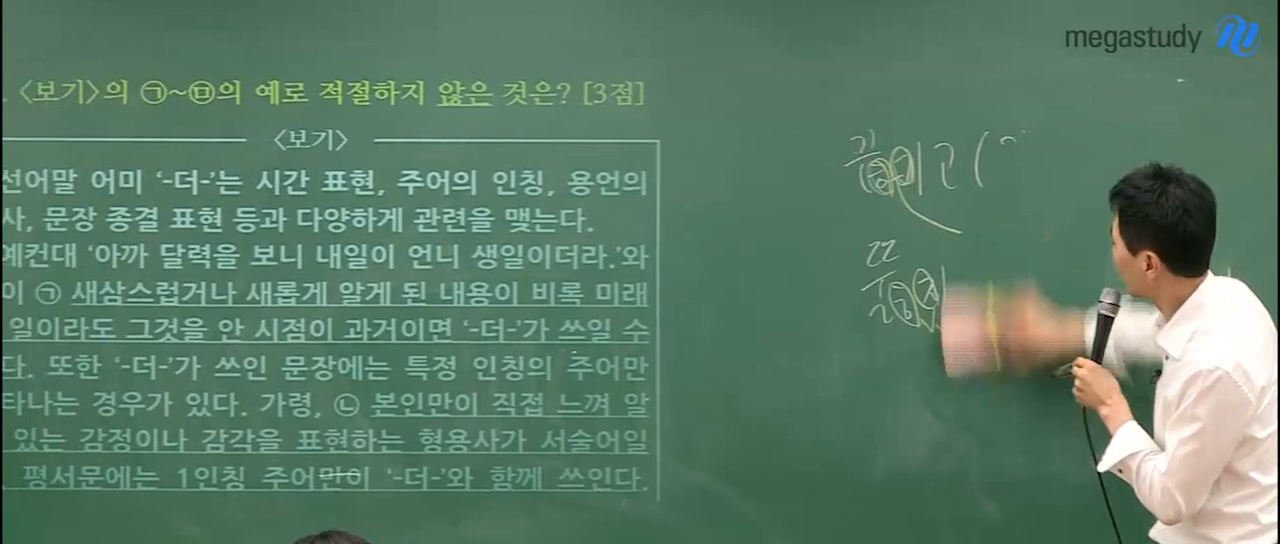 megastudy
. <보기>의 ㉠~㉤의 예로 적절하지 않은 것은? [3점]
<보기>
선어말 어미 ‘-더-’는 시간 표현, 주어의 인칭, 용언의
사, 문장 종결 표현 등과 다양하게 관련을 맺는다.
예컨대 ‘아까 달력을 보니 내일이 언니 생일이더라.’와
이 ㉠ 새삼스럽거나 새롭게 알게 된 내용이 비록 미래
일이라도 그것을 안 시점이 과거이면 ‘-더-’가 쓰일 수
다. 또한 ‘-더-’가 쓰인 문장에는 특정 인칭의 주어만
타나는 경우가 있다. 가령, ㉡ 본인만이 직접 느껴 알
있는 감정이나 감각을 표현하는 형용사가 서술어일
. 평서문에는 1인칭 주어만이 ‘-더-’와 함께 쓰인다.